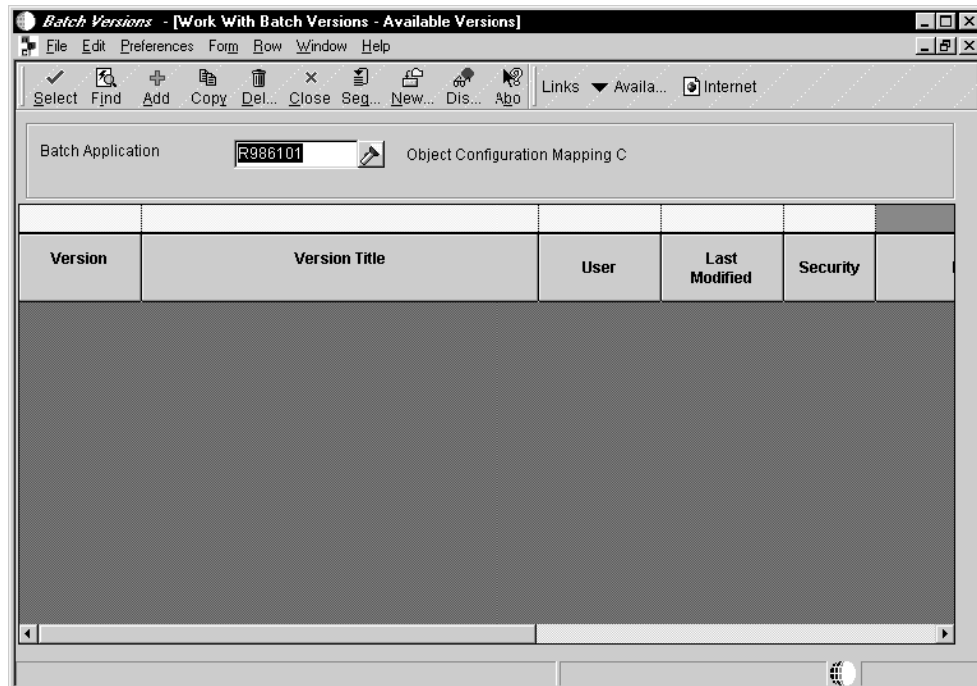 Batch Versions - [Work With Batch Versions - Available Versions]
File Edit Preferences Form Row Window Help
Select Find Add Copy Del... Close Seq... New... Dis... Abo Links Availa... Internet
Batch Application R986101 Object Configuration Mapping C
Version Version Title User Last Modified Security